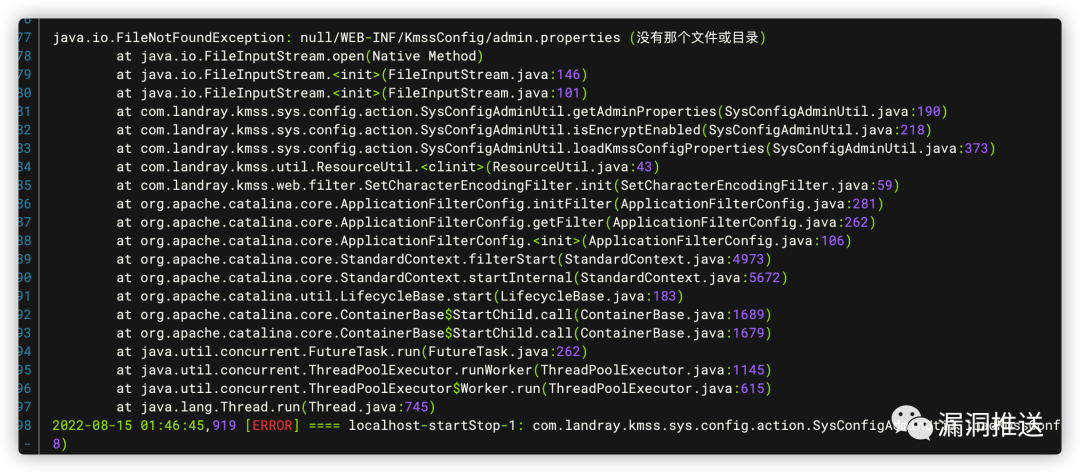 77 java.io.FileNotFoundException: null/WEB-INF/KmssConfig/admin.properties (没有那个文件或目录)
78 at java.io.FileInputStream.open(Native Method)
79 at java.io.FileInputStream.<init>(FileInputStream.java:146)
80 at java.io.FileInputStream.<init>(FileInputStream.java:101)
81 at com.landray.kmss.sys.config.action.SysConfigAdminUtil.getAdminProperties(SysConfigAdminUtil.java:190)
82 at com.landray.kmss.sys.config.action.SysConfigAdminUtil.isEncryptEnabled(SysConfigAdminUtil.java:218)
83 at com.landray.kmss.sys.config.action.SysConfigAdminUtil.loadKmssConfigProperties(SysConfigAdminUtil.java:373)
84 at com.landray.kmss.util.ResourceUtil.<clinit>(ResourceUtil.java:43)
85 at com.landray.kmss.web.filter.SetCharacterEncodingFilter.init(SetCharacterEncodingFilter.java:59)
86 at org.apache.catalina.core.ApplicationFilterConfig.initFilter(ApplicationFilterConfig.java:281)
87 at org.apache.catalina.core.ApplicationFilterConfig.getFilter(ApplicationFilterConfig.java:262)
88 at org.apache.catalina.core.ApplicationFilterConfig.<init>(ApplicationFilterConfig.java:106)
89 at org.apache.catalina.core.StandardContext.filterStart(StandardContext.java:4973)
90 at org.apache.catalina.core.StandardContext.startInternal(StandardContext.java:5672)
91 at org.apache.catalina.util.LifecycleBase.start(LifecycleBase.java:183)
92 at org.apache.catalina.core.ContainerBase$StartChild.call(ContainerBase.java:1689)
93 at org.apache.catalina.core.ContainerBase$StartChild.call(ContainerBase.java:1679)
94 at java.util.concurrent.FutureTask.run(FutureTask.java:262)
95 at java.util.concurrent.ThreadPoolExecutor.runWorker(ThreadPoolExecutor.java:1145)
96 at java.util.concurrent.ThreadPoolExecutor$Worker.run(ThreadPoolExecutor.java:615)
97 at java.lang.Thread.run(Thread.java:745)
98 2022-08-15 01:46:45,919 [ERROR] ==== localhost-startStop-1:
- 8)
漏洞推送